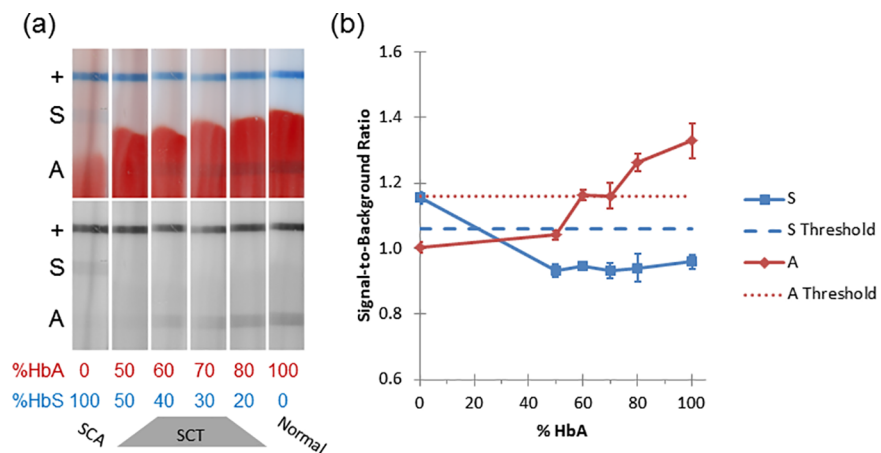 (a)
+
S
A
+
S
A
%HbA 0 50 60 70 80 100
%HbS 100 50 40 30 20 0
SCA SCT Normal
(b)
Signal-to-Background Ratio
1.6
1.4
1.2
1.0
0.8
0.6
0 20 40 60 80 100
% HbA
S
S Threshold
A
A Threshold